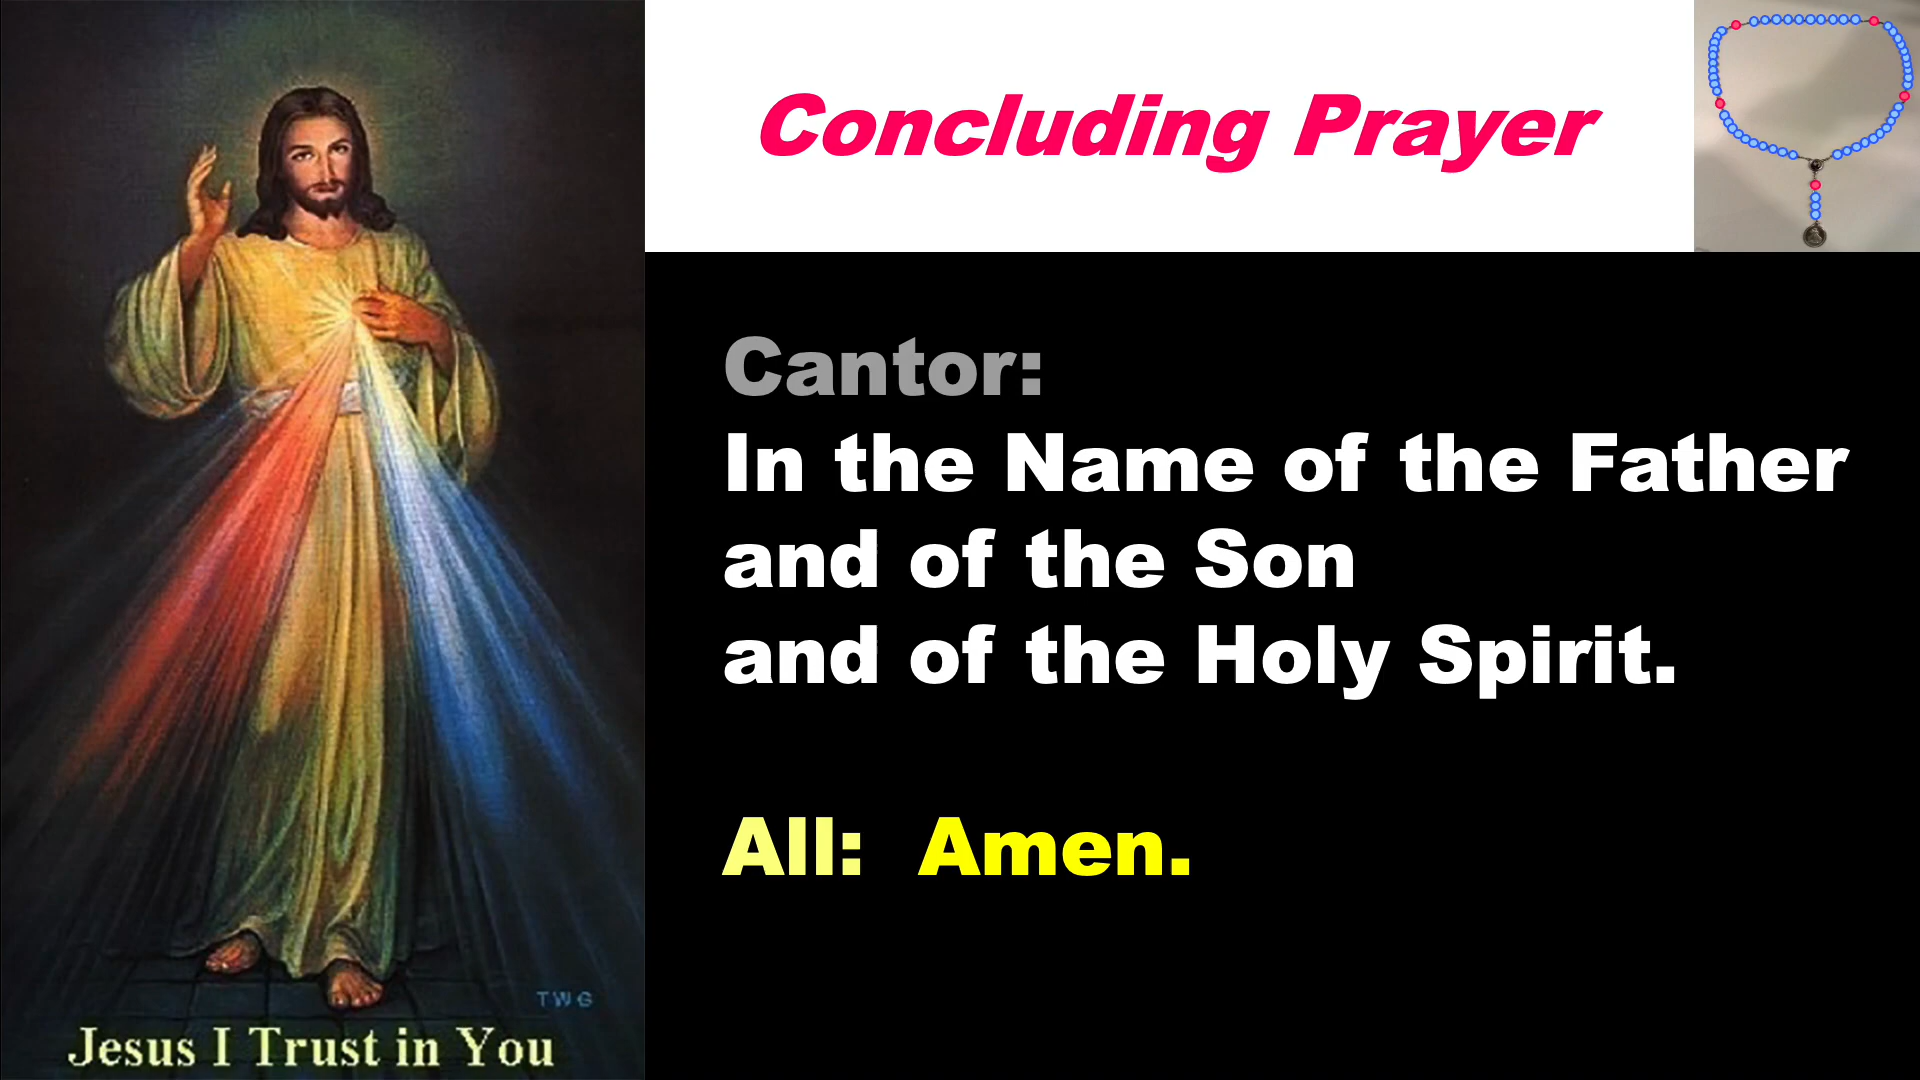 Concluding Prayer
Cantor:
In the Name of the Father
and of the Son
and of the Holy Spirit.
All:  Amen.
TWG
Jesus I Trust in You